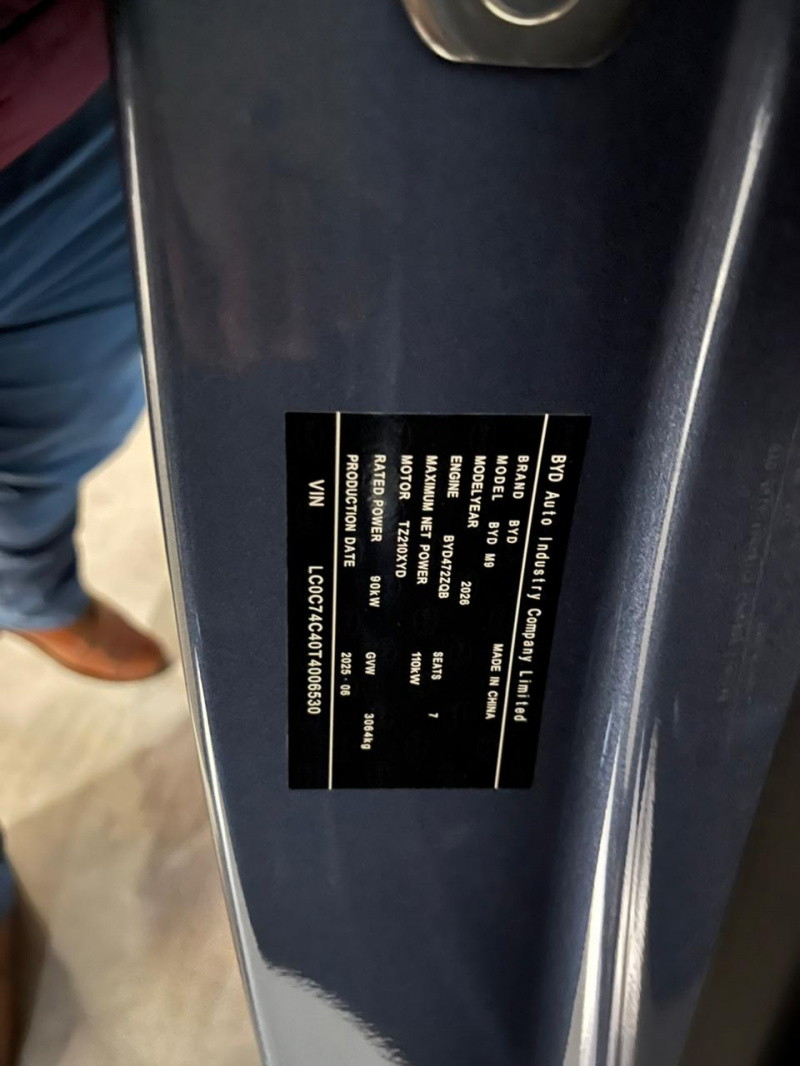 BYD Auto Industry Company Limited
BRAND BYD MADE IN CHINA
MODEL BYD M9
MODELYEAR 2026
ENGINE BYD472ZQB SEATS 7
MAXIMUM NET POWER 110kW
MOTOR TZ210XYD
RATED POWER 90kW GVW 3064kg
PRODUCTION DATE 2025·06
VIN LC0C74C40T4006530